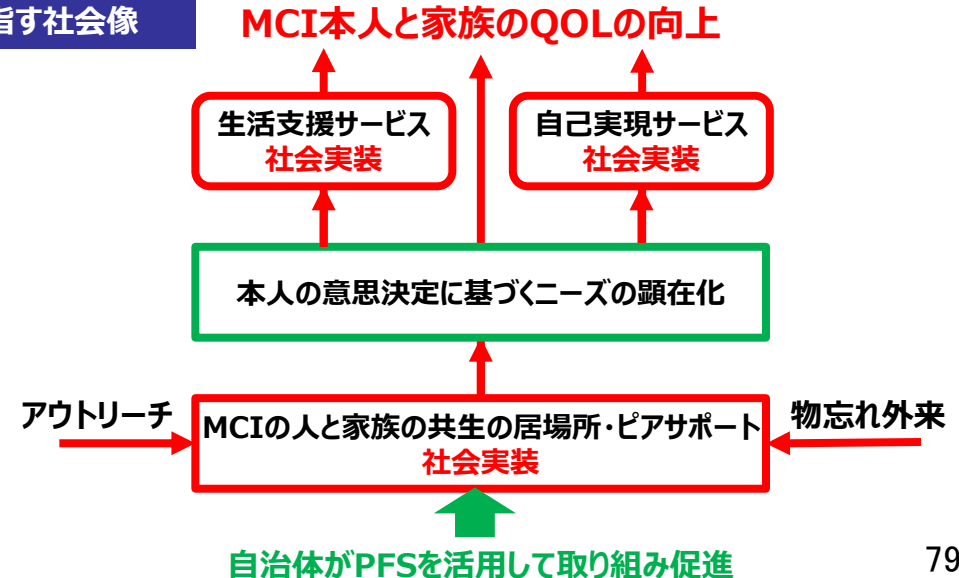 指す社会像
MCI本人と家族のQOLの向上
生活支援サービス
社会実装
自己実現サービス
社会実装
本人の意思決定に基づくニーズの顕在化
アウトリーチ
MCIの人と家族の共生の居場所・ピアサポート
社会実装
物忘れ外来
自治体がPFSを活用して取り組み促進
79